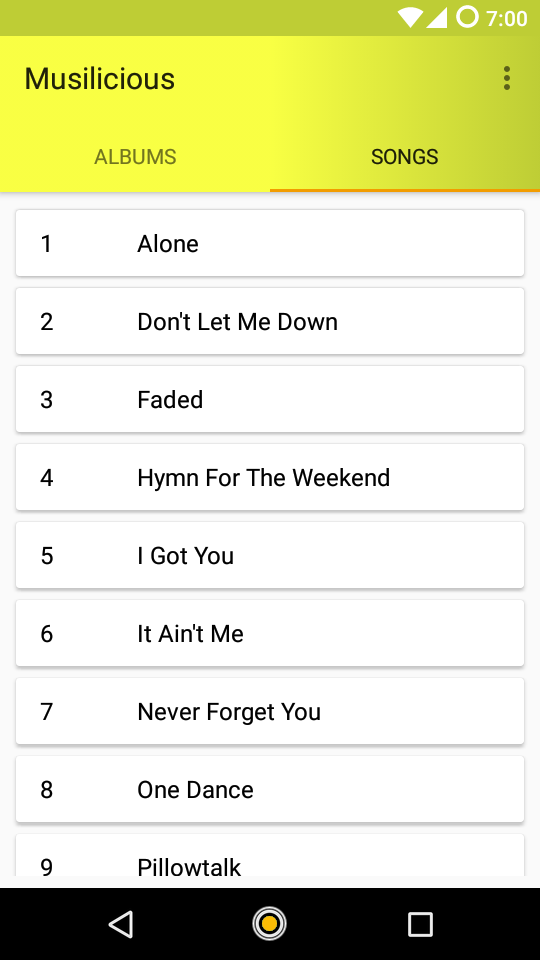 7:00
Musilicious
ALBUMS SONGS
1 Alone
2 Don't Let Me Down
3 Faded
4 Hymn For The Weekend
5 I Got You
6 It Ain't Me
7 Never Forget You
8 One Dance
9 Pillowtalk